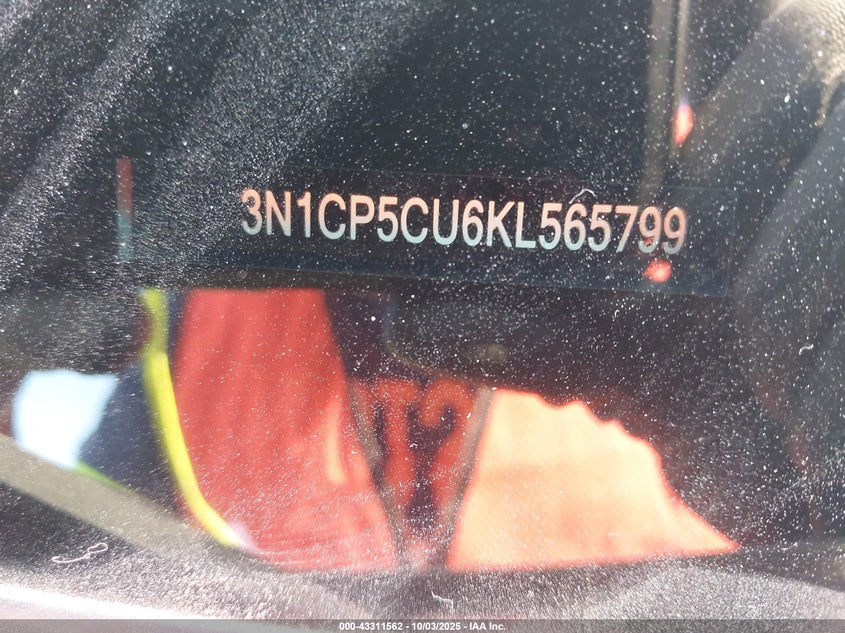 3N1CP5CU6KL565799
000-43311562 - 10/03/2025 - IAA Inc.